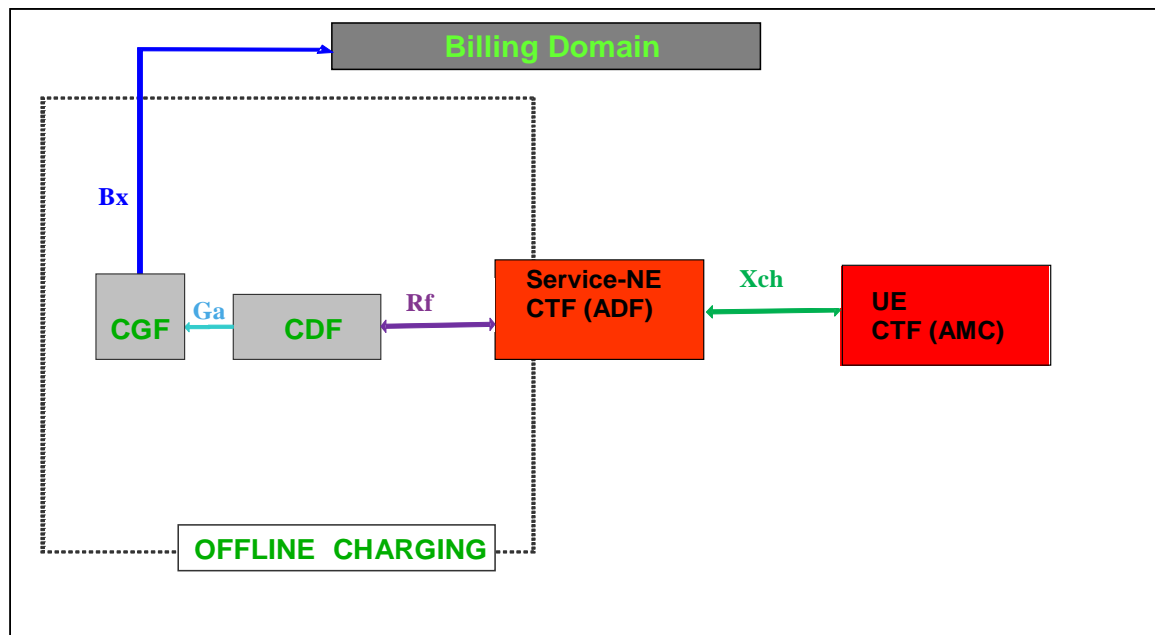 Billing Domain
Bx
Service-NE
CTF (ADF)
Xch
UE
CTF (AMC)
Ga
Rf
CGF
CDF
OFFLINE CHARGING